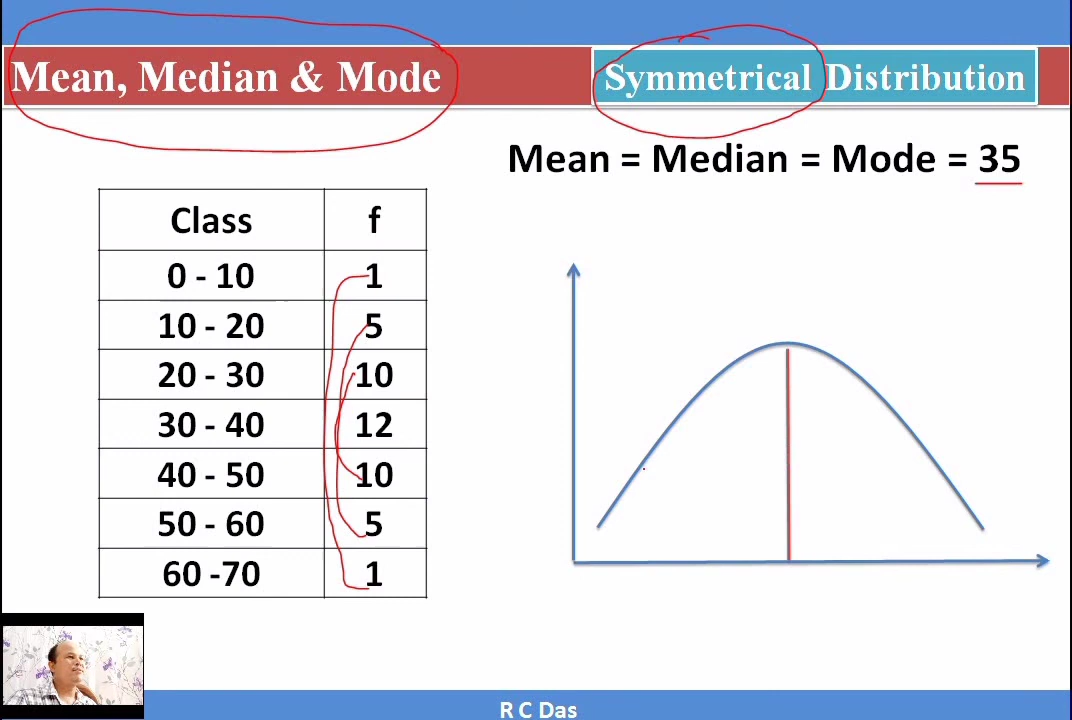 Mean, Median & Mode
Symmetrical Distribution
Mean = Median = Mode = 35
Class f
0 - 10 1
10 - 20 5
20 - 30 10
30 - 40 12
40 - 50 10
50 - 60 5
60 -70 1
R C Das